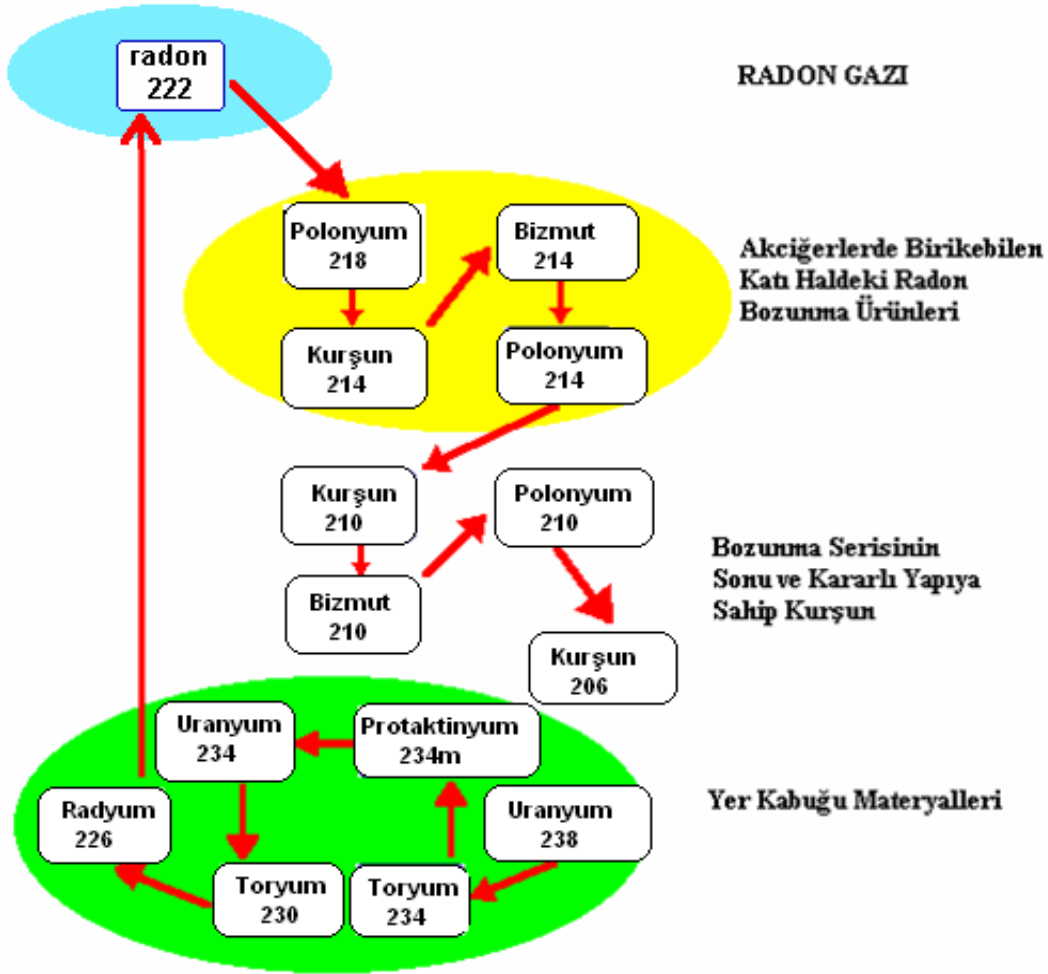 radon
222
RADON GAZI
Polonyum
218
Bizmut
214
Akciğerlerde Birikebilen
Katı Haldeki Radon
Bozunma Ürünleri
Kurşun
214
Polonyum
214
Kurşun
210
Polonyum
210
Bozunma Serisinin
Sonu ve Kararlı Yapıya
Sahip Kurşun
Bizmut
210
Kurşun
206
Uranyum
234
Protaktinyum
234m
Radyum
226
Uranyum
238
Yer Kabuğu Materyalleri
Toryum
230
Toryum
234